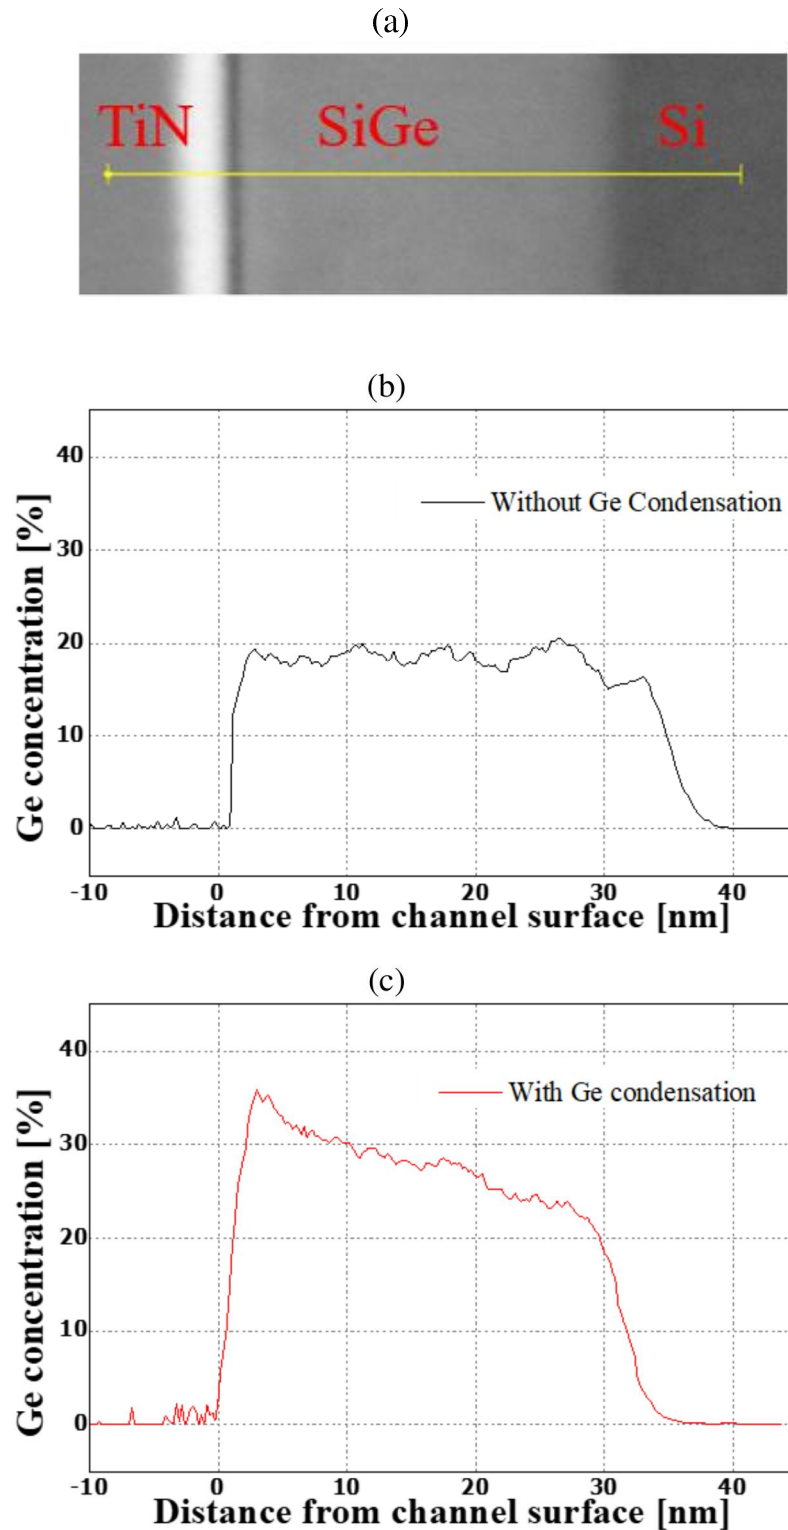 (a)
TiN SiGe Si
(b)
Ge concentration [%]
40
30
20
10
0
Without Ge Condensation
-10 0 10 20 30 40
Distance from channel surface [nm]
(c)
Ge concentration [%]
40
30
20
10
0
With Ge condensation
-10 0 10 20 30 40
Distance from channel surface [nm]